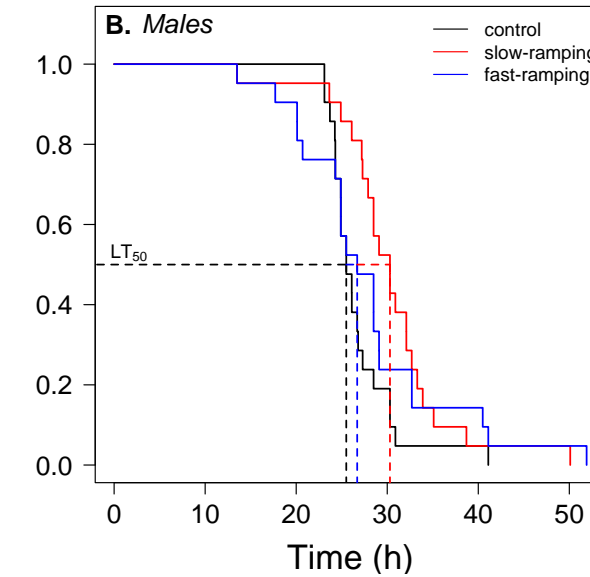 B. Males
control
slow-ramping
fast-ramping
1.0
0.8
0.6
LT50
0.4
0.2
0.0
0 10 20 30 40 50
Time (h)